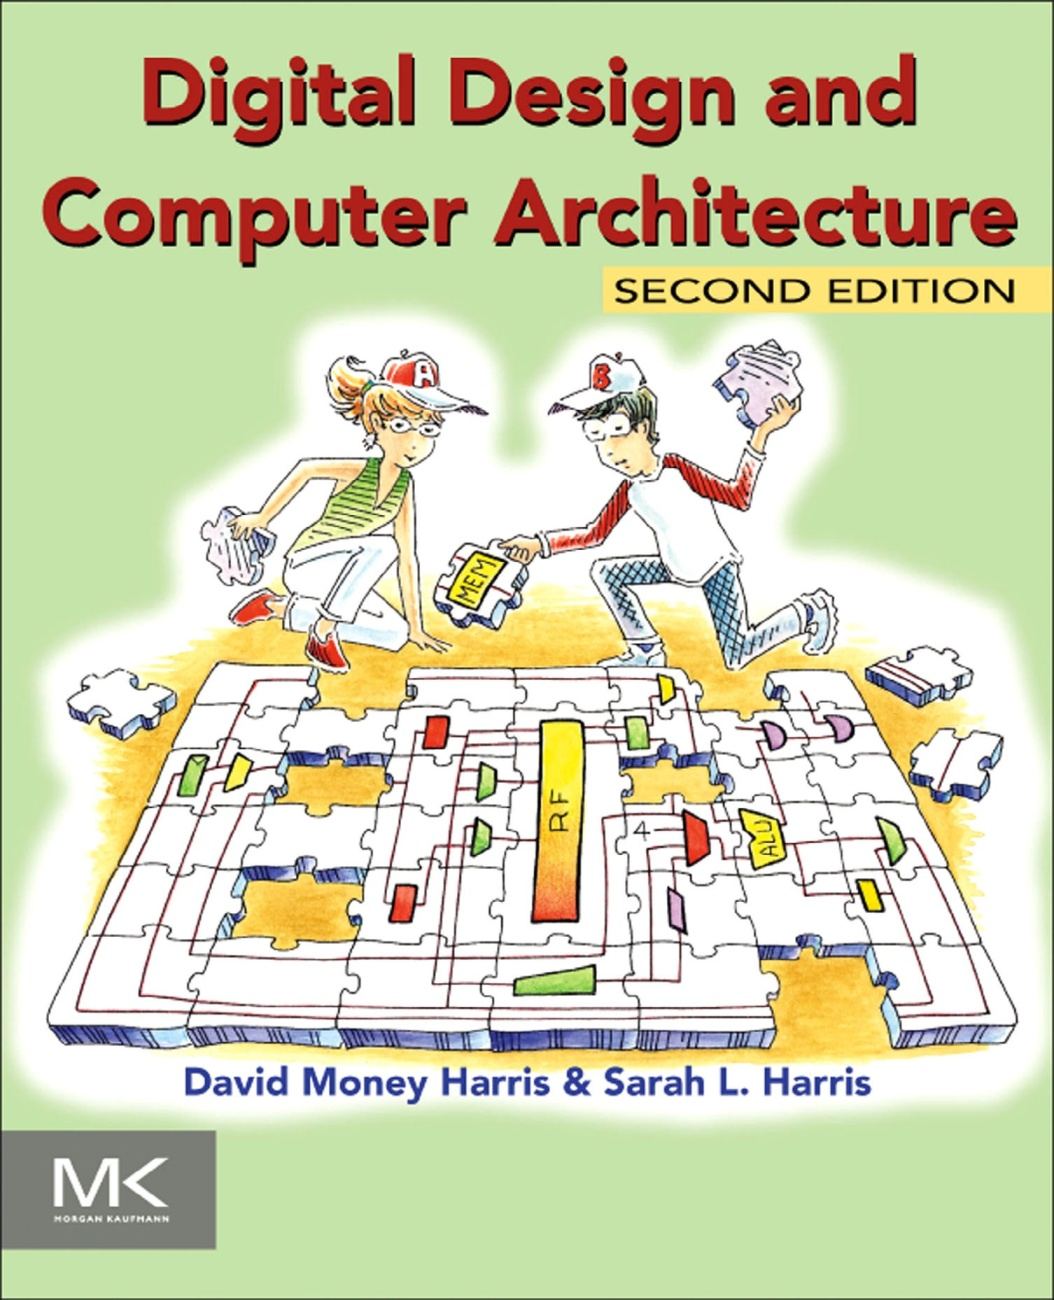 Digital Design and
Computer Architecture
SECOND EDITION
A
B
MEM
RF
4
ALU
David Money Harris & Sarah L. Harris
MK
MORGAN KAUFMANN